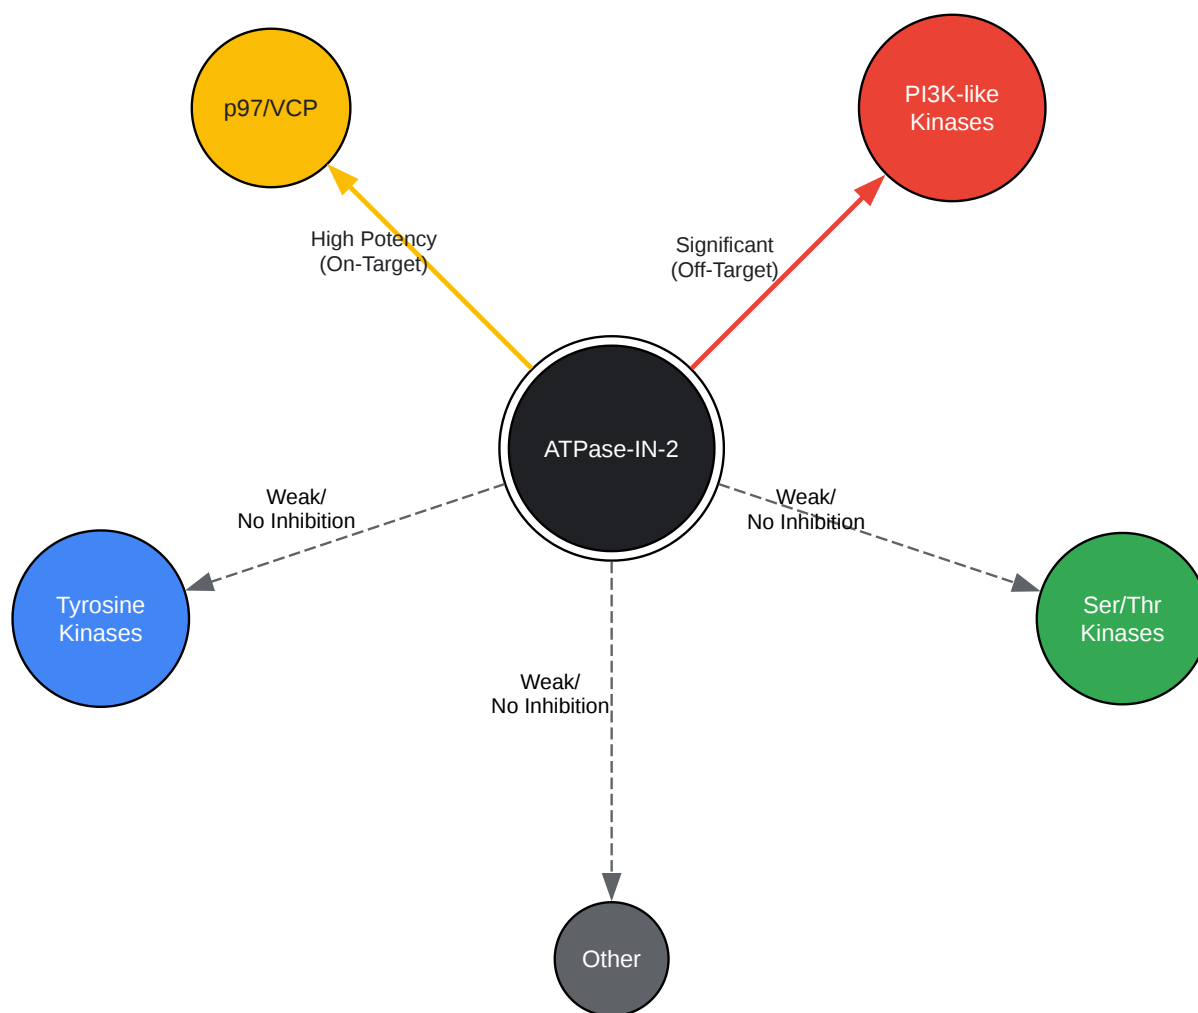 p97/VCP
PI3K-like
Kinases
High Potency
(On-Target)
Significant
(Off-Target)
ATPase-IN-2
Weak/
No Inhibition
Weak/
No Inhibition
Tyrosine
Kinases
Ser/Thr
Kinases
Weak/
No Inhibition
Other